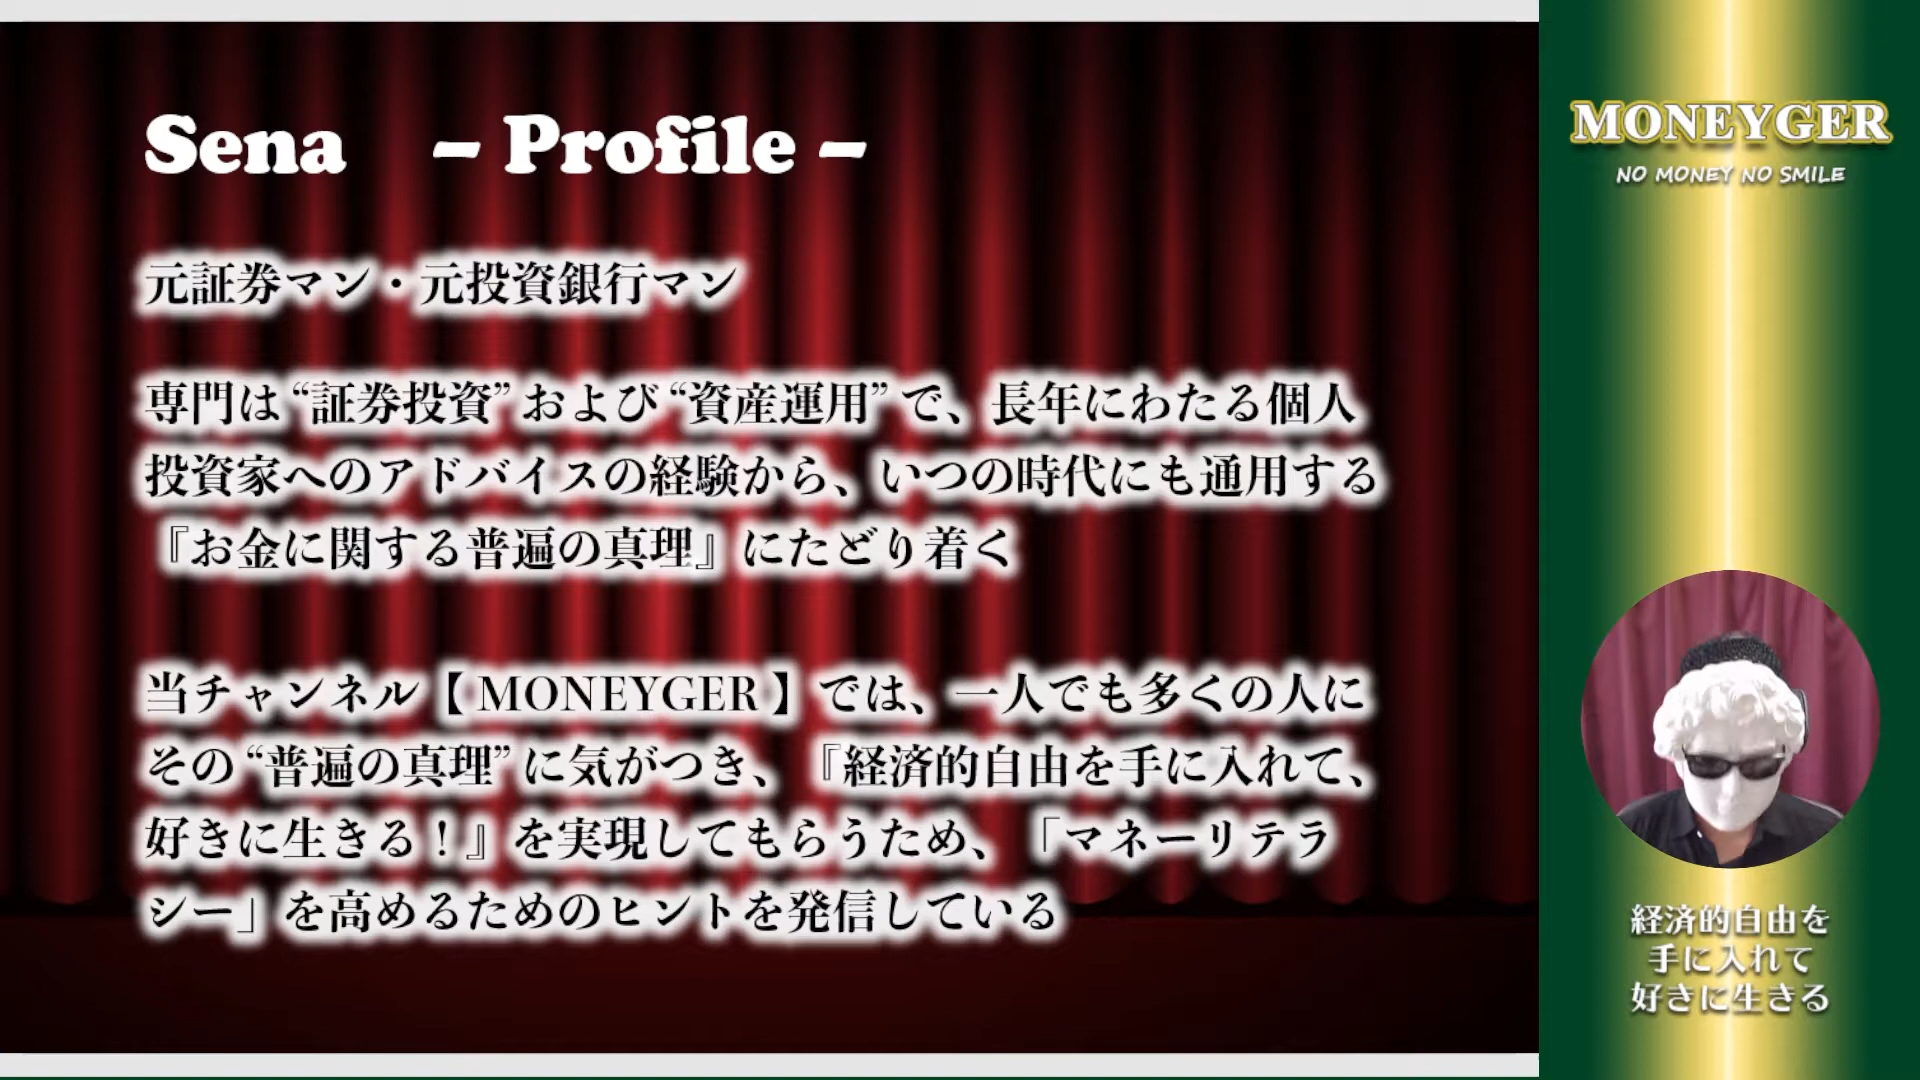 Sena – Profile –
元証券マン・元投資銀行マン
専門は“証券投資”および“資産運用”で、長年にわたる個人
投資家へのアドバイスの経験から、いつの時代にも通用する
『お金に関する普遍の真理』にたどり着く
当チャンネル【 MONEYGER 】では、一人でも多くの人に
その“普遍の真理”に気がつき、『経済的自由を手に入れて、
好きに生きる！』を実現してもらうため、「マネーリテラ
シー」を高めるためのヒントを発信している
MONEYGER
NO MONEY NO SMILE
経済的自由を
手に入れて
好きに生きる